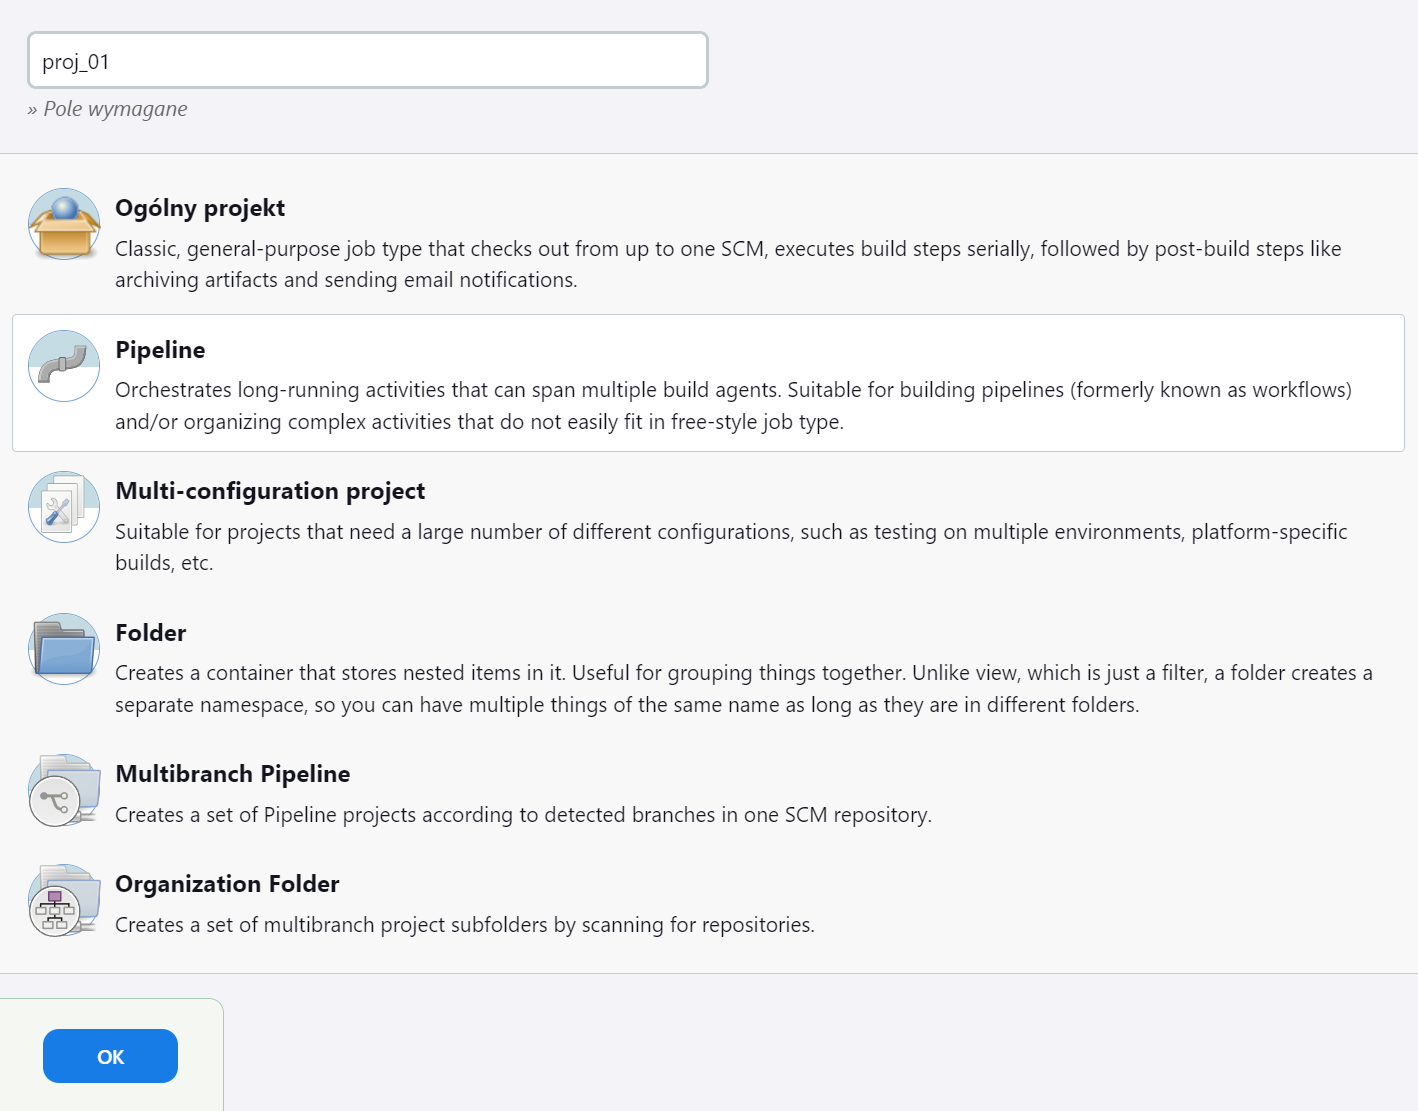 proj_01
» Pole wymagane
Ogólny projekt
Classic, general-purpose job type that checks out from up to one SCM, executes build steps serially, followed by post-build steps like
archiving artifacts and sending email notifications.
Pipeline
Orchestrates long-running activities that can span multiple build agents. Suitable for building pipelines (formerly known as workflows)
and/or organizing complex activities that do not easily fit in free-style job type.
Multi-configuration project
Suitable for projects that need a large number of different configurations, such as testing on multiple environments, platform-specific
builds, etc.
Folder
Creates a container that stores nested items in it. Useful for grouping things together. Unlike view, which is just a filter, a folder creates a
separate namespace, so you can have multiple things of the same name as long as they are in different folders.
Multibranch Pipeline
Creates a set of Pipeline projects according to detected branches in one SCM repository.
Organization Folder
Creates a set of multibranch project subfolders by scanning for repositories.
OK